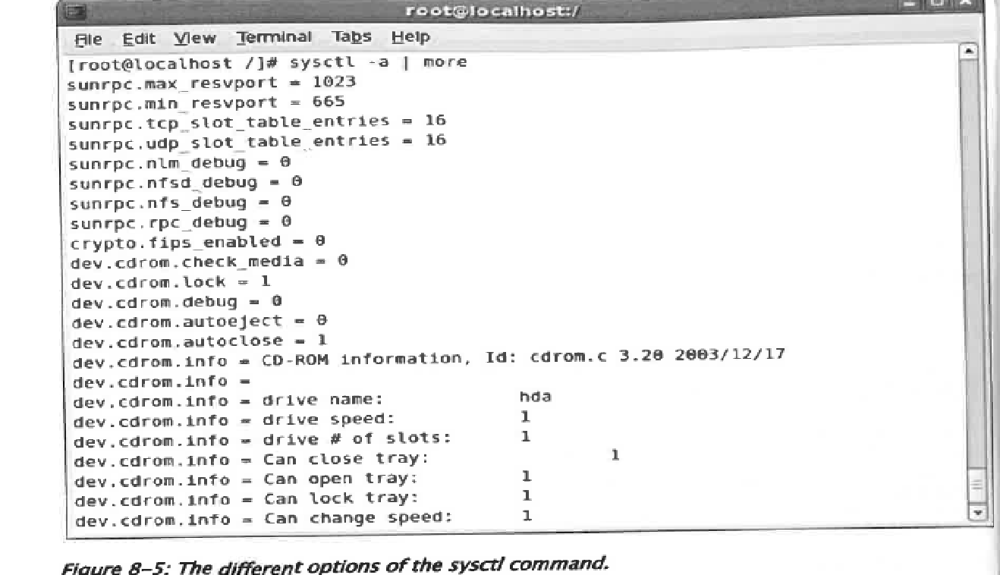 root@localhost:/
File Edit View Terminal Tabs Help
[root@localhost /]# sysctl -a | more
sunrpc.max_resvport = 1023
sunrpc.min_resvport = 665
sunrpc.tcp_slot_table_entries = 16
sunrpc.udp_slot_table_entries = 16
sunrpc.nlm_debug = 0
sunrpc.nfsd_debug = 0
sunrpc.nfs_debug = 0
sunrpc.rpc_debug = 0
crypto.fips_enabled = 0
dev.cdrom.check_media = 0
dev.cdrom.lock = 1
dev.cdrom.debug = 0
dev.cdrom.autoeject = 0
dev.cdrom.autoclose = 1
dev.cdrom.info = CD-ROM information, Id: cdrom.c 3.20 2003/12/17
dev.cdrom.info =
dev.cdrom.info = drive name: hda
dev.cdrom.info = drive speed: 1
dev.cdrom.info = drive # of slots: 1
dev.cdrom.info = Can close tray: 1
dev.cdrom.info = Can open tray: 1
dev.cdrom.info = Can lock tray: 1
dev.cdrom.info = Can change speed: 1
Figure 8–5: The different options of the sysctl command.